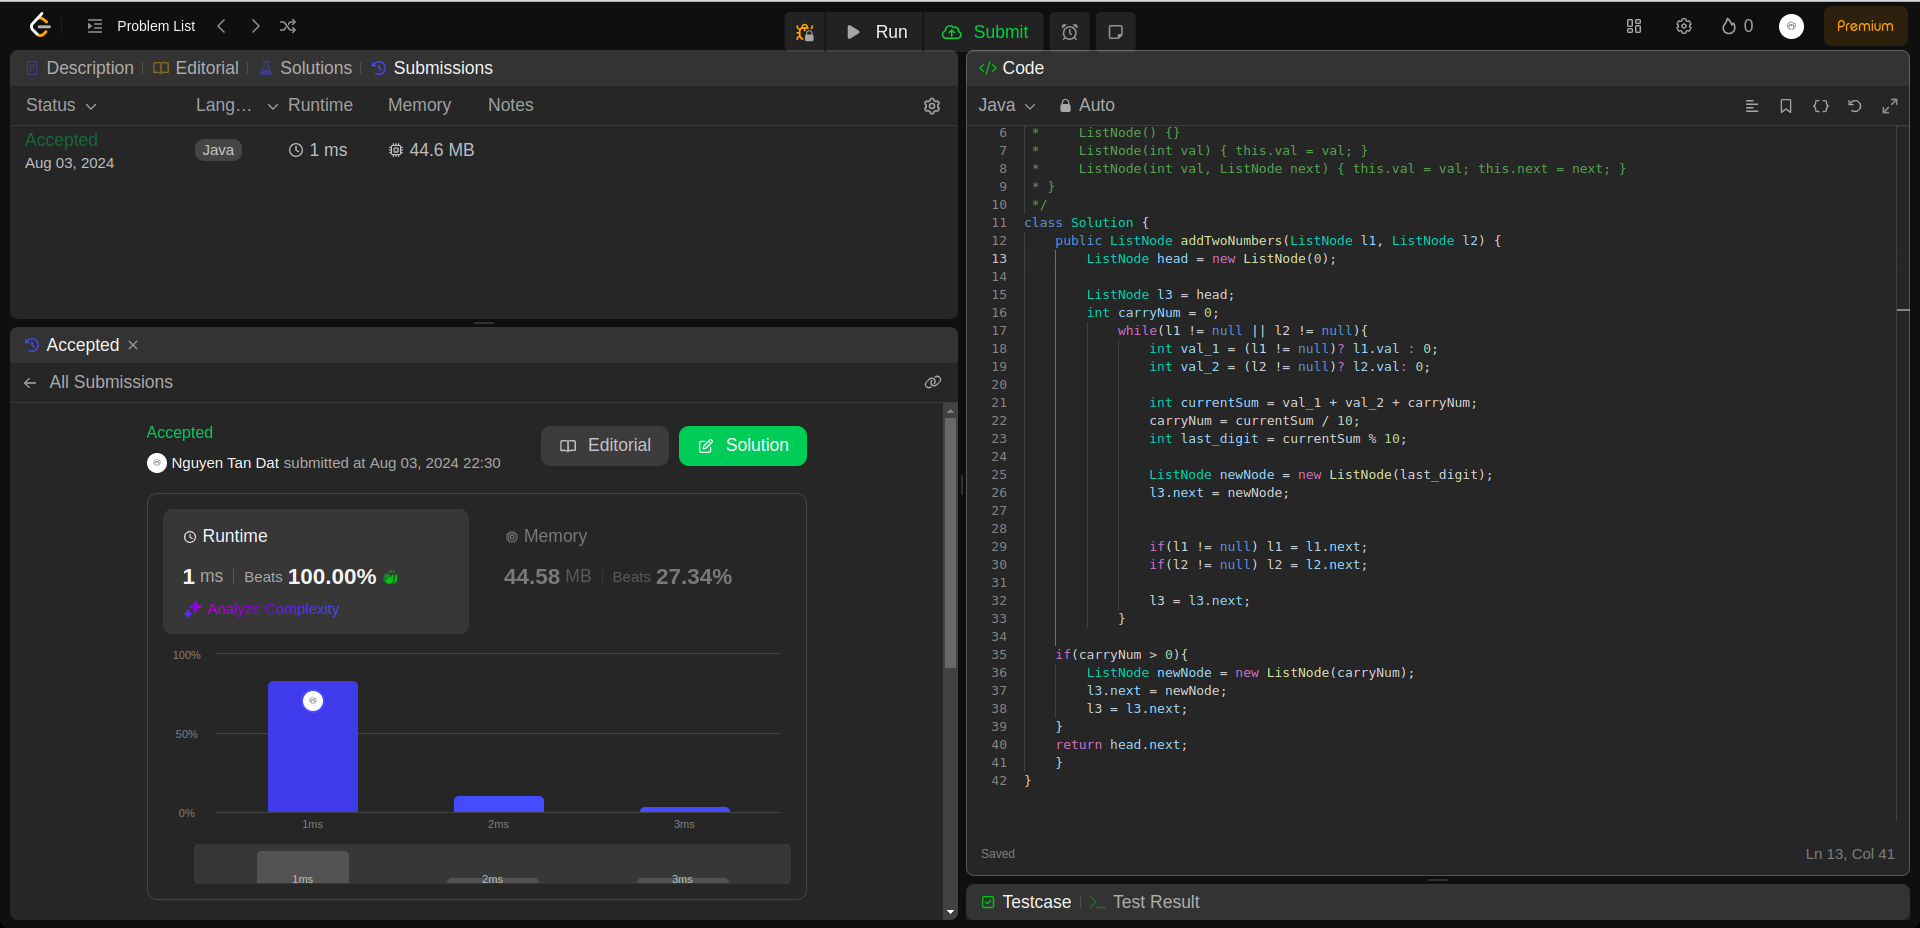 Problem List
Run
Submit
0
Premium
Description
Editorial
Solutions
Submissions
Status
Lang...
Runtime
Memory
Notes
Accepted
Aug 03, 2024
Java
1 ms
44.6 MB
Accepted
All Submissions
Accepted
Nguyen Tan Dat submitted at Aug 03, 2024 22:30
Editorial
Solution
Runtime
1 ms
Beats 100.00%
Analyze Complexity
Memory
44.58 MB
Beats 27.34%
100%
50%
0%
1ms
2ms
3ms
1ms
2ms
3ms
</> Code
Java
Auto
6 *     ListNode() {}
7 *     ListNode(int val) { this.val = val; }
8 *     ListNode(int val, ListNode next) { this.val = val; this.next = next; }
9 * }
10 */
11 class Solution {
12     public ListNode addTwoNumbers(ListNode l1, ListNode l2) {
13         ListNode head = new ListNode(0);
14
15         ListNode l3 = head;
16         int carryNum = 0;
17             while(l1 != null || l2 != null){
18                 int val_1 = (l1 != null)? l1.val : 0;
19                 int val_2 = (l2 != null)? l2.val: 0;
20
21                 int currentSum = val_1 + val_2 + carryNum;
22                 carryNum = currentSum / 10;
23                 int last_digit = currentSum % 10;
24
25                 ListNode newNode = new ListNode(last_digit);
26                 l3.next = newNode;
27
28
29                 if(l1 != null) l1 = l1.next;
30                 if(l2 != null) l2 = l2.next;
31
32                 l3 = l3.next;
33             }
34
35     if(carryNum > 0){
36         ListNode newNode = new ListNode(carryNum);
37         l3.next = newNode;
38         l3 = l3.next;
39     }
40     return head.next;
41     }
42 }
Saved
Ln 13, Col 41
Testcase
Test Result